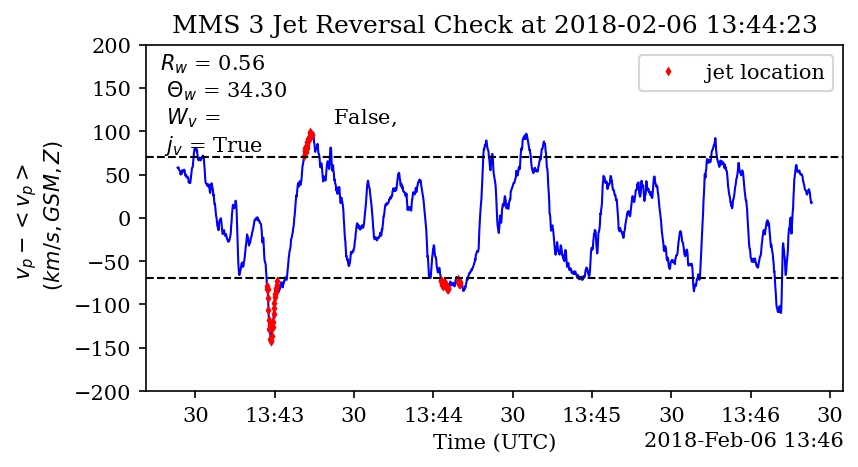 MMS 3 Jet Reversal Check at 2018-02-06 13:44:23
200
150
100
50
0
−50
−100
−150
−200
v_p − < v_p >
(km/s, GSM, Z)
R_w = 0.56
Θ_w = 34.30
W_v = False,
j_v = True
jet location
30 13:43 30 13:44 30 13:45 30 13:46 30
Time (UTC)
2018-Feb-06 13:46